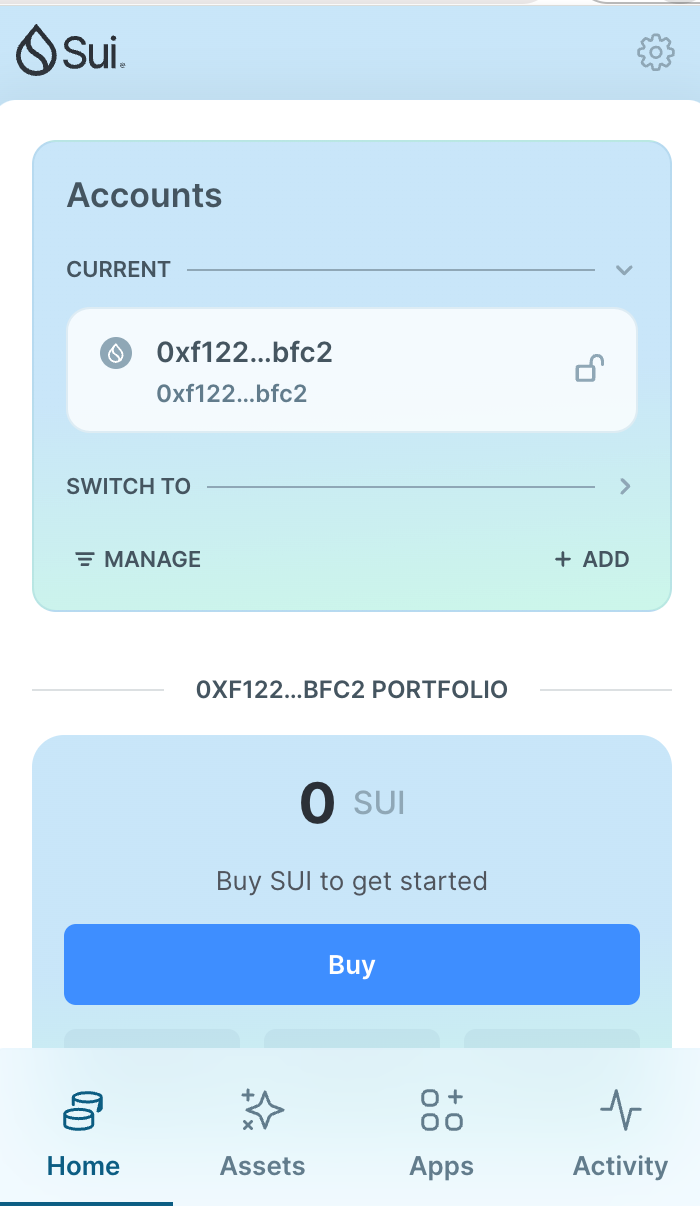 Sui
Accounts
CURRENT
0xf122...bfc2
0xf122...bfc2
SWITCH TO
MANAGE
+ ADD
0XF122...BFC2 PORTFOLIO
0 SUI
Buy SUI to get started
Buy
Home
Assets
Apps
Activity